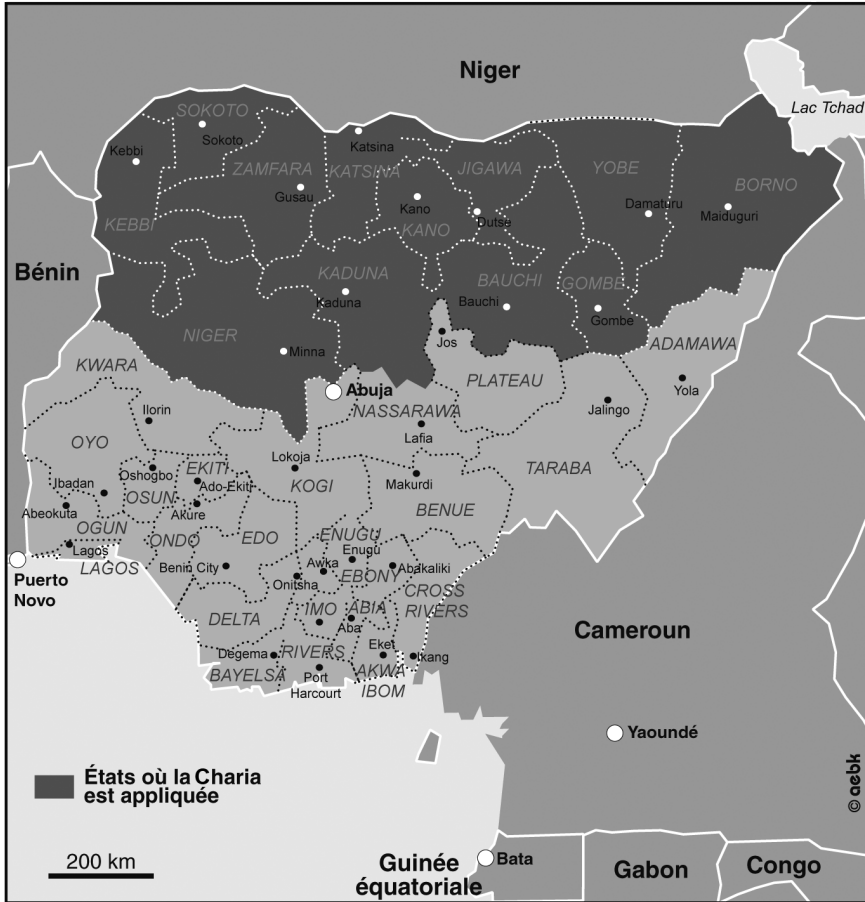 Niger
Lac Tchad
SOKOTO
Sokoto
Kebbi
Katsina
ZAMFARA
KATSINA
JIGAWA
YOBE
BORNO
Gusau
Kano
Dutse
Damaturu
Maiduguri
KEBBI
KANO
Bénin
KADUNA
Kaduna
BAUCHI
Bauchi
GOMBE
Gombe
NIGER
Minna
Jos
ADAMAWA
KWARA
Abuja
PLATEAU
Yola
NASSARAWA
Jalingo
Ilorin
Lafia
OYO
Lokoja
Oshogbo
EKITI
KOGI
Makurdi
TARABA
Ibadan
Ado-Ekiti
OSUN
Abeokuta
Akure
BENUE
OGUN
ONDO
EDO
ENUGU
Enugu
Lagos
LAGOS
Benin City
Awka
Abakaliki
EBONY
Onitsha
Puerto
Novo
CROSS
RIVERS
DELTA
IMO
ABIA
Aba
Cameroun
Degema
RIVERS
Eket
Ikang
BAYELSA
Port
Harcourt
AKWA
IBOM
Yaoundé
États où la Charia
est appliquée
© aebk
200 km
Guinée
équatoriale
Bata
Gabon
Congo